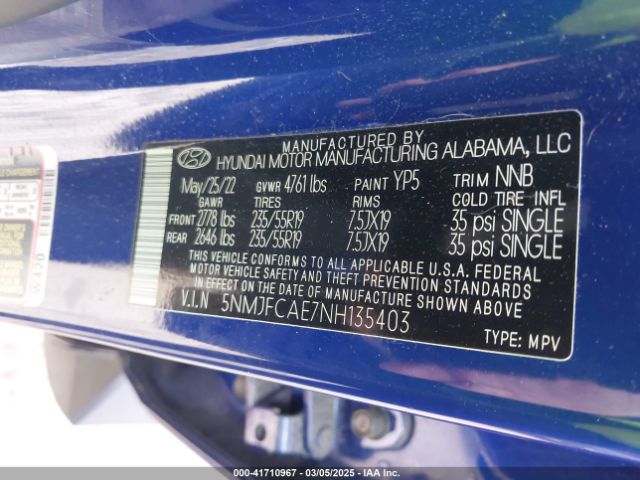 MANUFACTURED BY
HYUNDAI MOTOR MANUFACTURING ALABAMA, LLC
May/25/22 GVWR 4761 lbs PAINT YP5 TRIM NNB
GAWR TIRES RIMS COLD TIRE INFL
FRONT 2778 lbs 235/55R19 7.5JX19 35 psi SINGLE
REAR 2646 lbs 235/55R19 7.5JX19 35 psi SINGLE
THIS VEHICLE CONFORMS TO ALL APPLICABLE U.S.A. FEDERAL
MOTOR VEHICLE SAFETY, BUMPER, AND THEFT PREVENTION STANDARDS
IN EFFECT ON THE DATE OF MANUFACTURE SHOWN ABOVE.
V.I.N 5NMJFCAE7NH135403
TYPE: MPV
W420
000-41710967 — 03/05/2025 — IAA Inc.